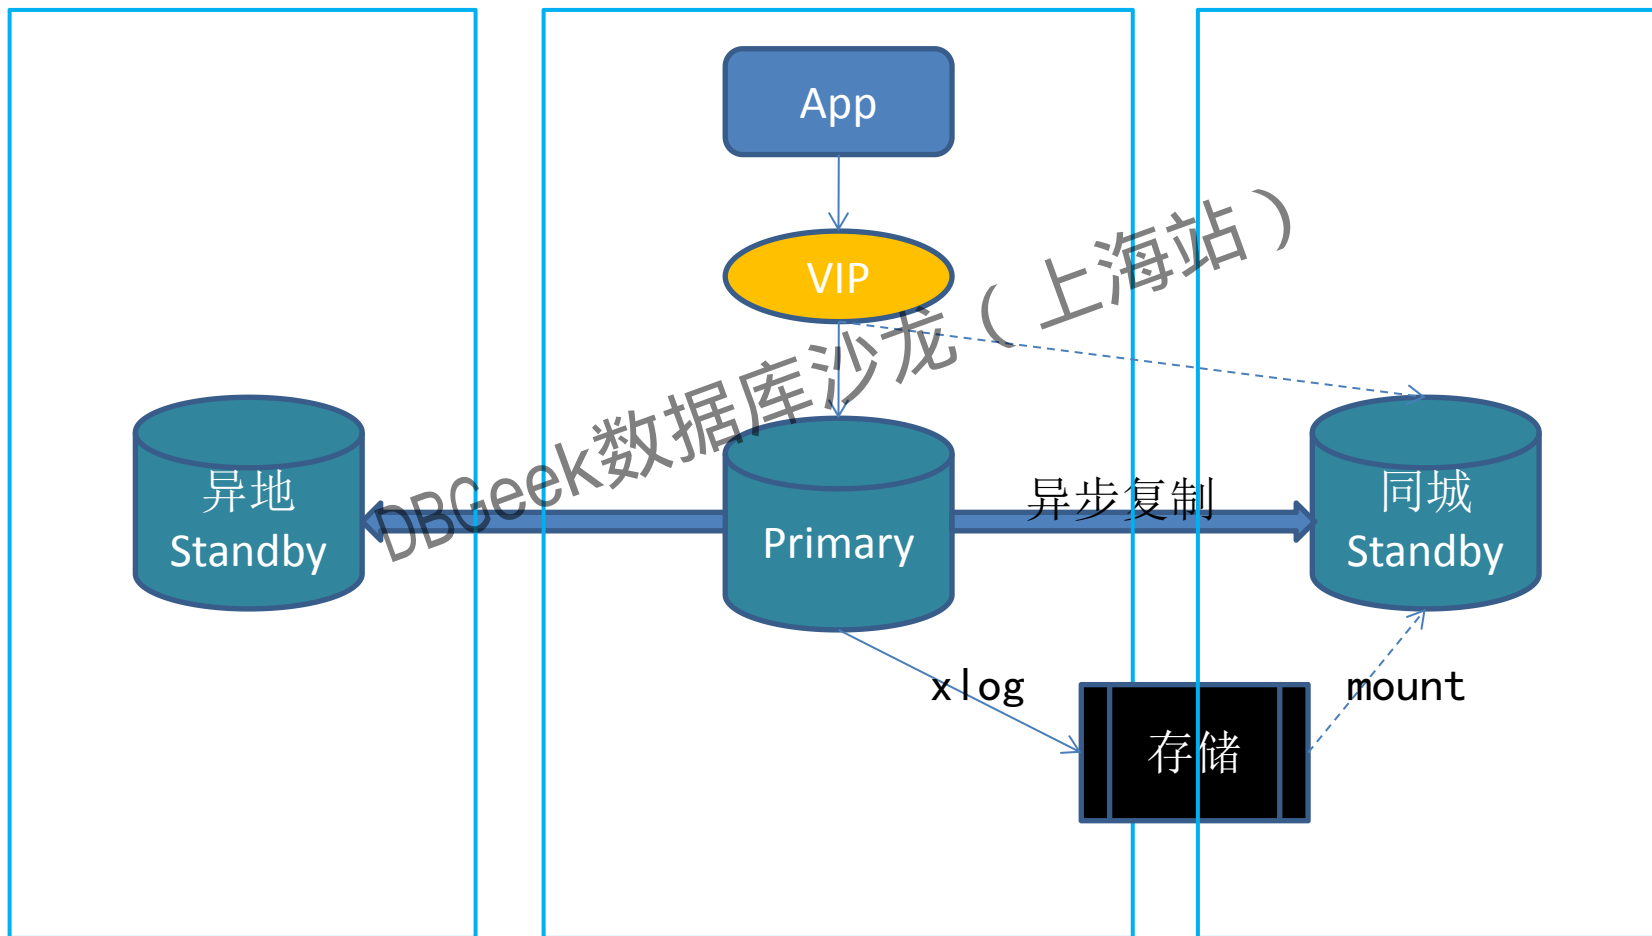 App
VIP
DBGeek数据库沙龙（上海站）
异地
Standby
Primary
异步复制
同城
Standby
xlog
存储
mount